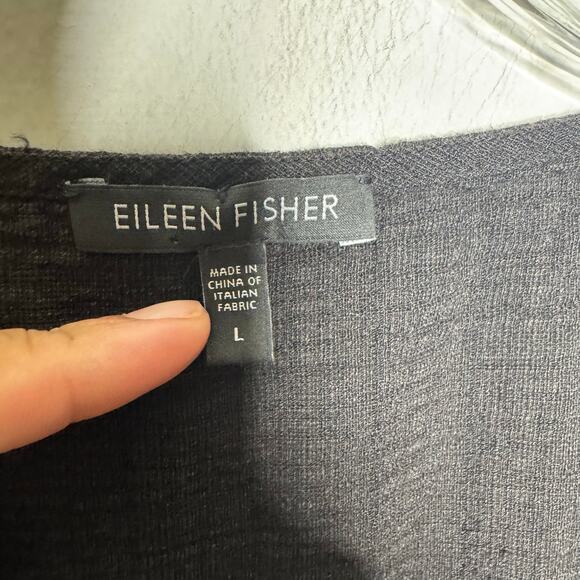 EILEEN FISHER
MADE IN
CHINA OF
ITALIAN
FABRIC
L